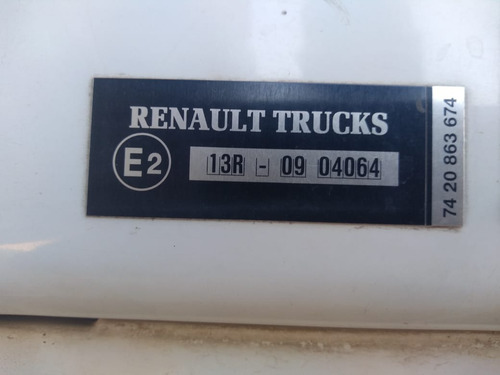 RENAULT TRUCKS
E2
13R - 09 04064
74 20 863 674